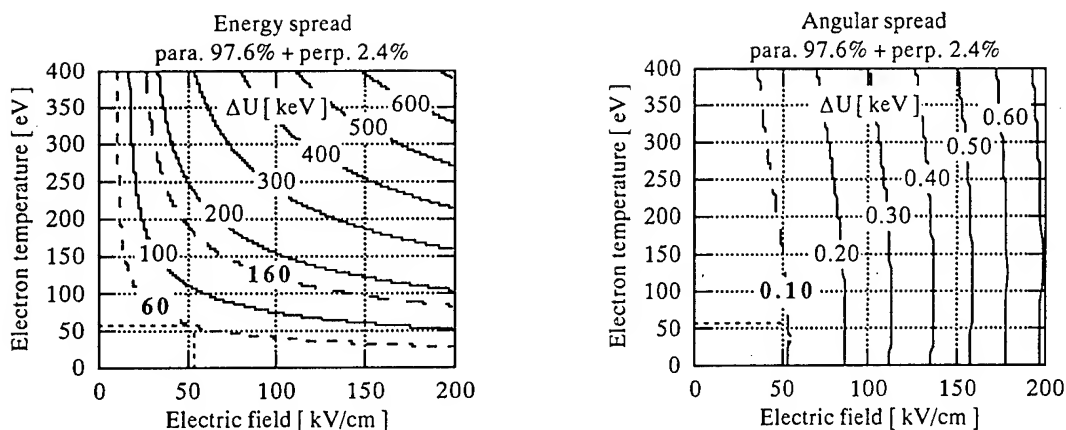 Energy spread
para. 97.6% + perp. 2.4%
400
350
300
250
200
150
100
50
0
Electron temperature [ eV]
ΔU[ keV]
600
500
400
300
200
100
160
60
0 50 100 150 200
Electric field [ kV/cm]
Angular spread
para. 97.6% + perp. 2.4%
400
350
300
250
200
150
100
50
0
Electron temperature [ eV]
ΔU[ keV]
0.60
0.50
0.40
0.30
0.20
0.10
0 50 100 150 200
Electric field [ kV/cm]